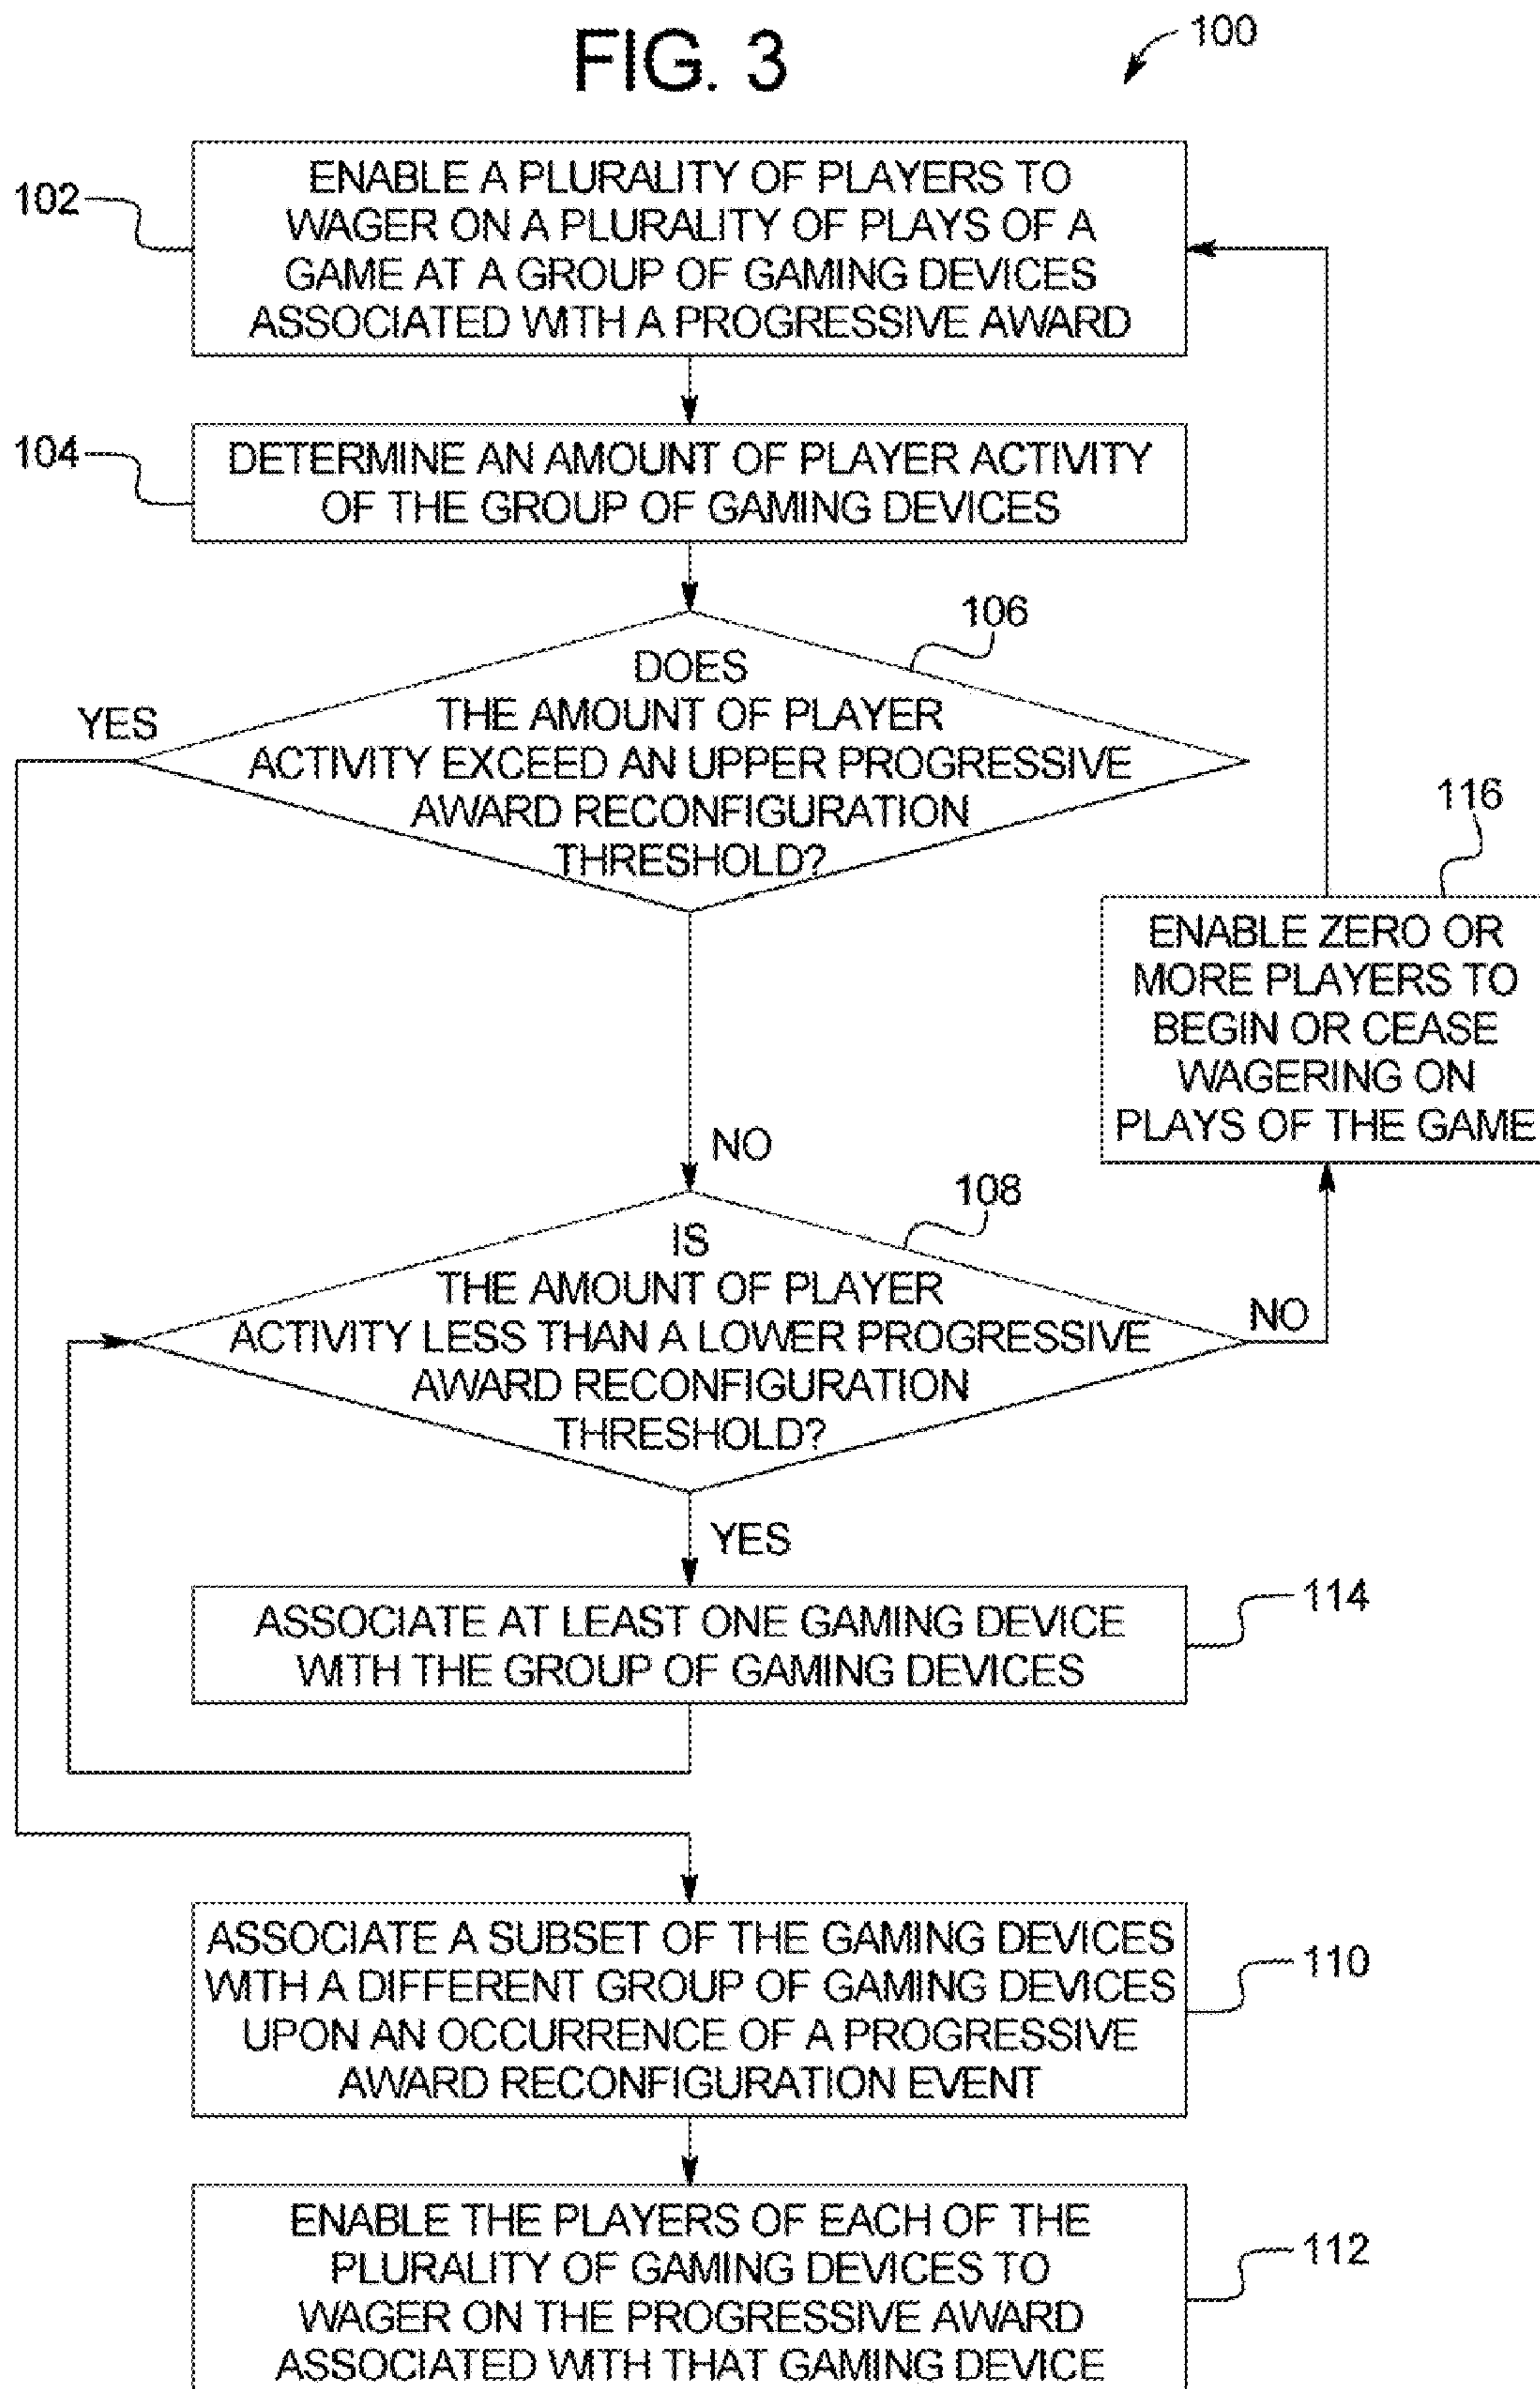 FIG. 3
100
102
ENABLE A PLURALITY OF PLAYERS TO
WAGER ON A PLURALITY OF PLAYS OF A
GAME AT A GROUP OF GAMING DEVICES
ASSOCIATED WITH A PROGRESSIVE AWARD
104
DETERMINE AN AMOUNT OF PLAYER ACTIVITY
OF THE GROUP OF GAMING DEVICES
106
DOES
THE AMOUNT OF PLAYER
ACTIVITY EXCEED AN UPPER PROGRESSIVE
AWARD RECONFIGURATION
THRESHOLD?
YES
NO
116
ENABLE ZERO OR
MORE PLAYERS TO
BEGIN OR CEASE
WAGERING ON
PLAYS OF THE GAME
108
IS
THE AMOUNT OF PLAYER
ACTIVITY LESS THAN A LOWER PROGRESSIVE
AWARD RECONFIGURATION
THRESHOLD?
NO
YES
ASSOCIATE AT LEAST ONE GAMING DEVICE
WITH THE GROUP OF GAMING DEVICES
114
ASSOCIATE A SUBSET OF THE GAMING DEVICES
WITH A DIFFERENT GROUP OF GAMING DEVICES
UPON AN OCCURRENCE OF A PROGRESSIVE
AWARD RECONFIGURATION EVENT
110
ENABLE THE PLAYERS OF EACH OF THE
PLURALITY OF GAMING DEVICES TO
WAGER ON THE PROGRESSIVE AWARD
ASSOCIATED WITH THAT GAMING DEVICE
112